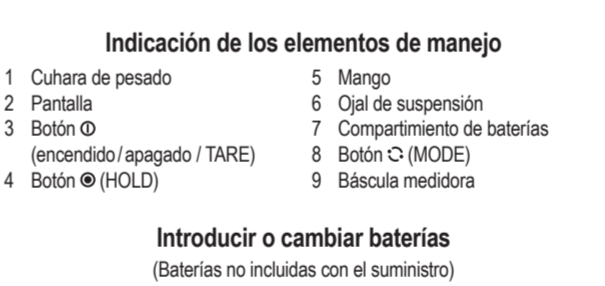 Indicación de los elementos de manejo
1 Cuhara de pesado
2 Pantalla
3 Botón ⏼
(encendido/apagado / TARE)
4 Botón ◉ (HOLD)
5 Mango
6 Ojal de suspensión
7 Compartimiento de baterías
8 Botón 🗘 (MODE)
9 Báscula medidora
Introducir o cambiar baterías
(Baterías no incluidas con el suministro)